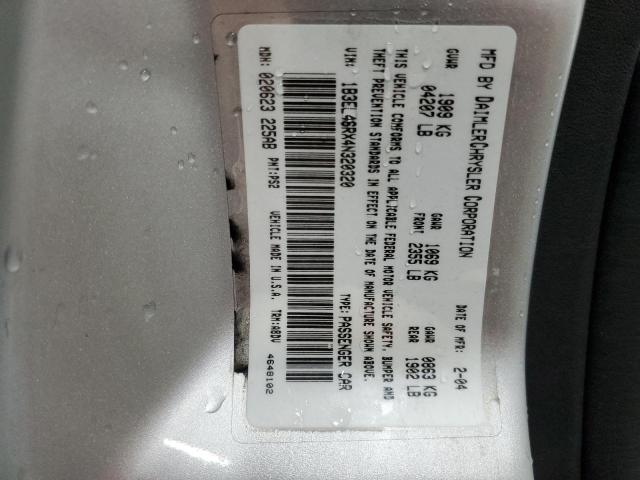 MFD BY DAIMLERCHRYSLER CORPORATION
DATE OF MFR: 2-04
GVWR 1909 KG
04207 LB
GAWR FRONT 1069 KG
2355 LB
GAWR REAR 0863 KG
1902 LB
THIS VEHICLE CONFORMS TO ALL APPLICABLE FEDERAL MOTOR VEHICLE SAFETY, BUMPER AND
THEFT PREVENTION STANDARDS IN EFFECT ON THE DATE OF MANUFACTURE SHOWN ABOVE.
VIN: 1B3EL46RX4N320320
TYPE: PASSENGER CAR
MDH: 020623 225AB PNT:PS2
VEHICLE MADE IN U.S.A. TRM:A8DV
4648102